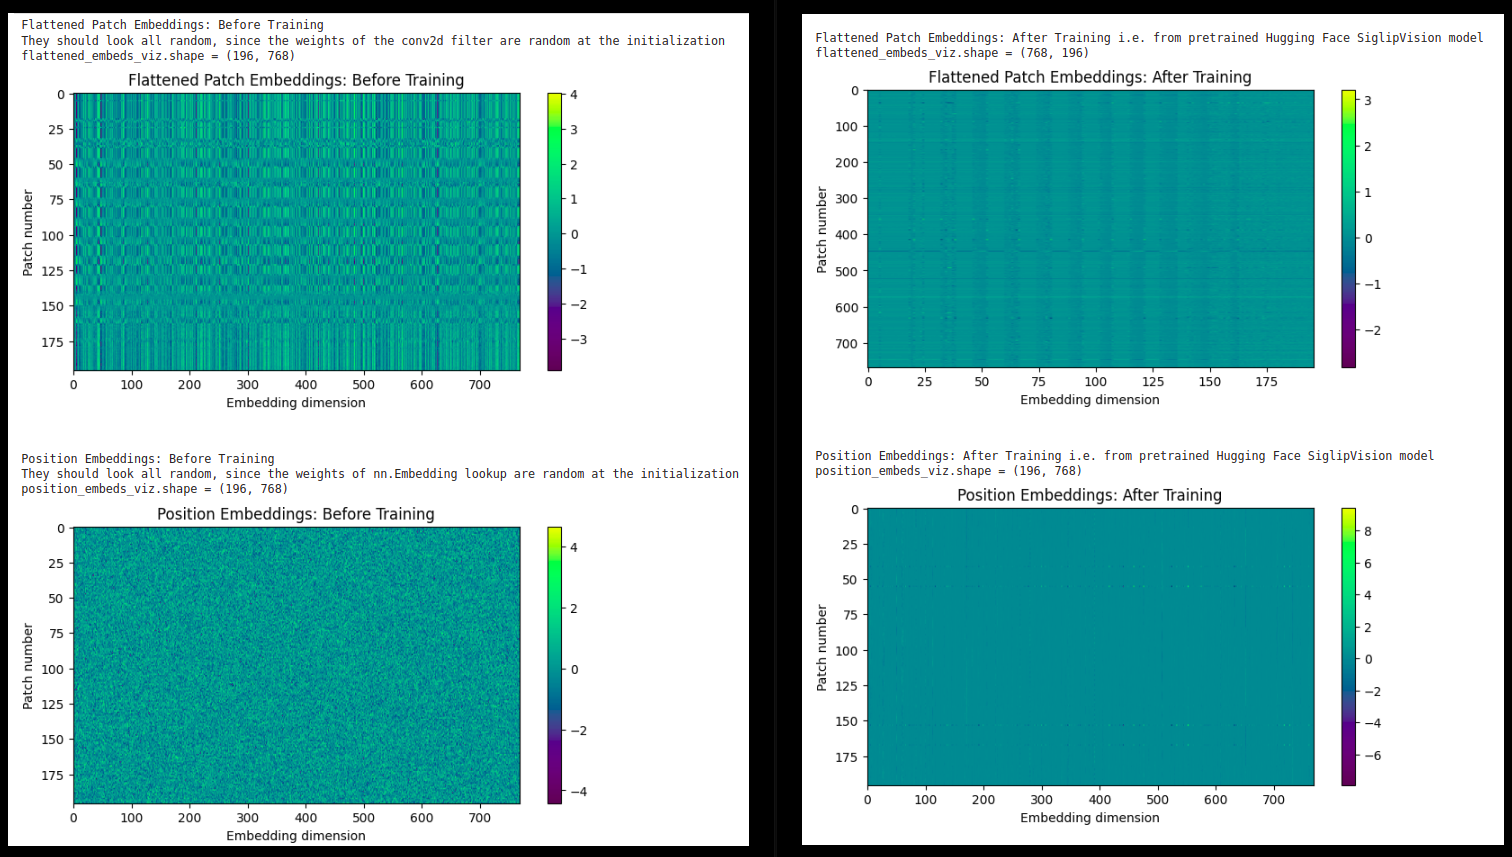 Flattened Patch Embeddings: Before Training
They should look all random, since the weights of the conv2d filter are random at the initialization
flattened_embeds_viz.shape = (196, 768)
Flattened Patch Embeddings: Before Training
Patch number
0
25
50
75
100
125
150
175
0 100 200 300 400 500 600 700
Embedding dimension
4
3
2
1
0
−1
−2
−3
Position Embeddings: Before Training
They should look all random, since the weights of nn.Embedding lookup are random at the initialization
position_embeds_viz.shape = (196, 768)
Position Embeddings: Before Training
Patch number
0
25
50
75
100
125
150
175
0 100 200 300 400 500 600 700
Embedding dimension
4
2
0
−2
−4
Flattened Patch Embeddings: After Training i.e. from pretrained Hugging Face SiglipVision model
flattened_embeds_viz.shape = (768, 196)
Flattened Patch Embeddings: After Training
Patch number
0
100
200
300
400
500
600
700
0 25 50 75 100 125 150 175
Embedding dimension
3
2
1
0
−1
−2
Position Embeddings: After Training i.e. from pretrained Hugging Face SiglipVision model
position_embeds_viz.shape = (196, 768)
Position Embeddings: After Training
Patch number
0
25
50
75
100
125
150
175
0 100 200 300 400 500 600 700
Embedding dimension
8
6
4
2
0
−2
−4
−6